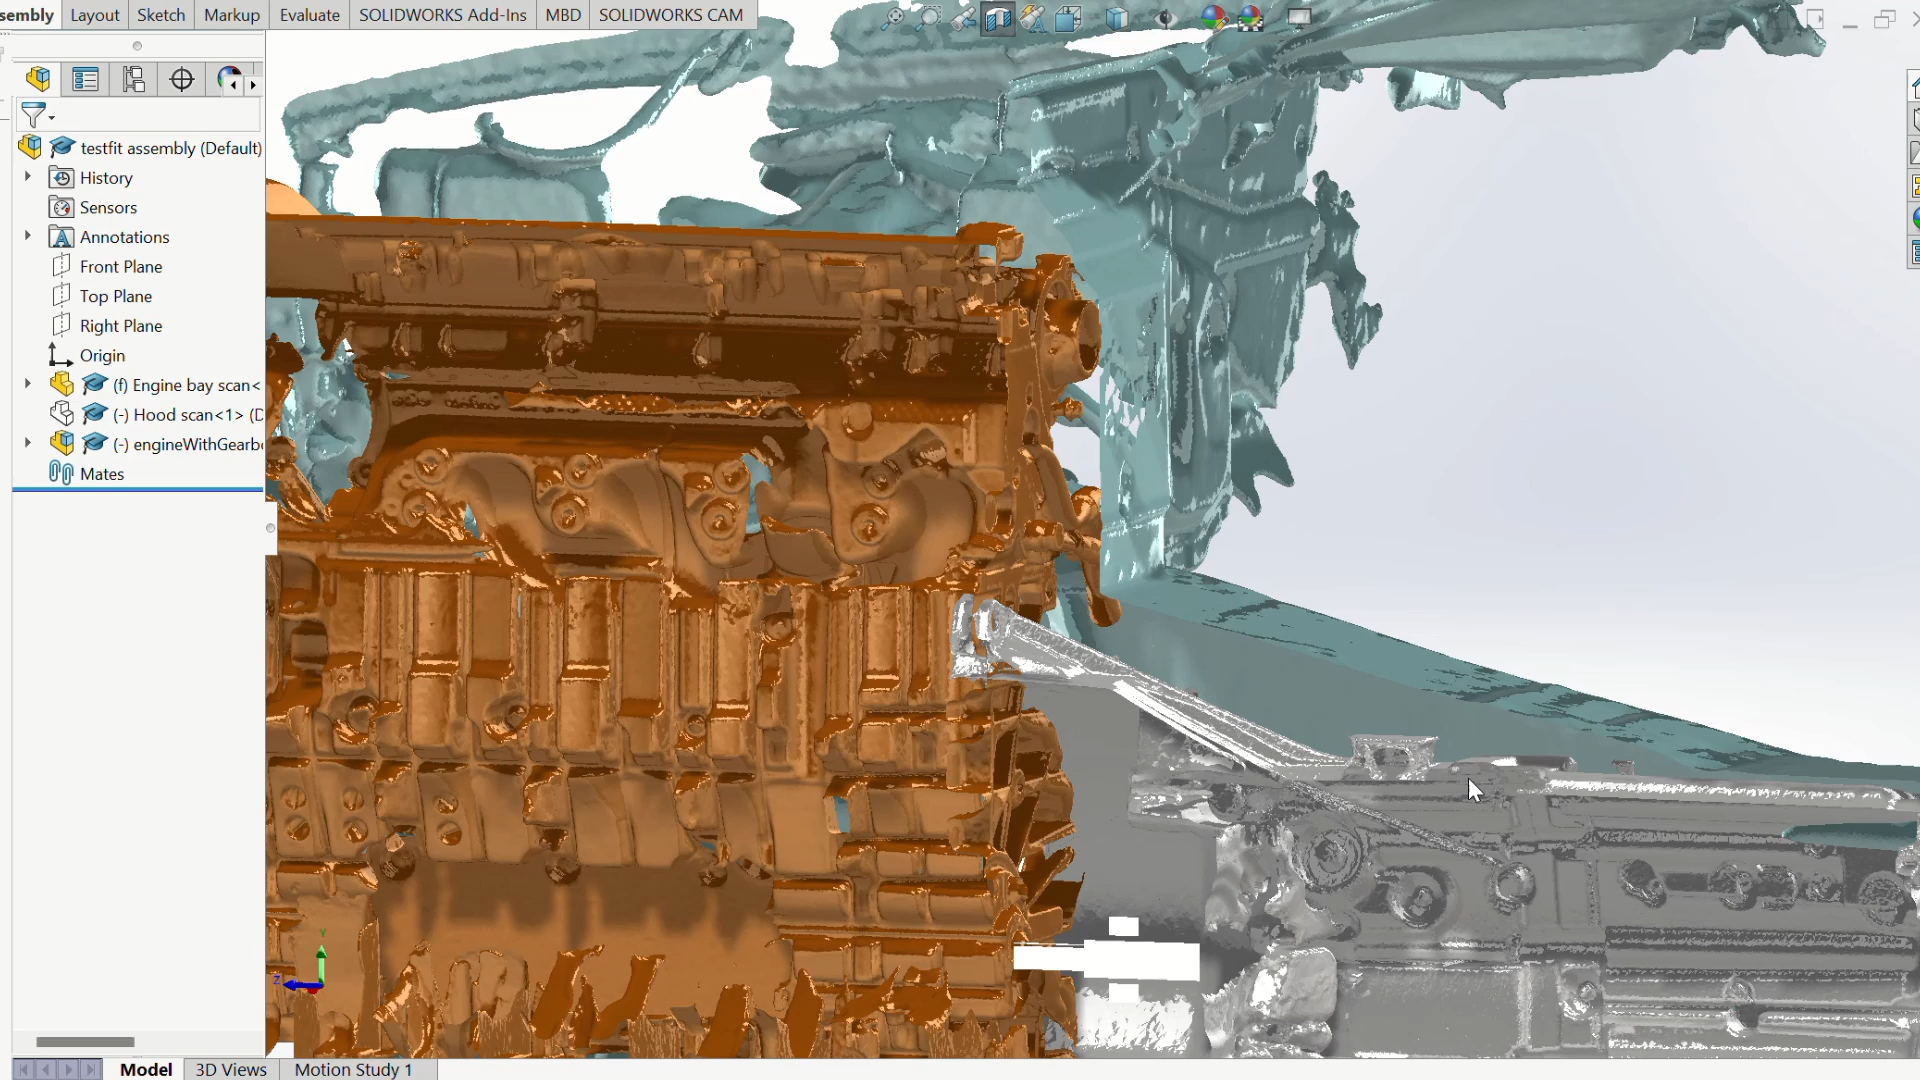 sembly Layout Sketch Markup Evaluate SOLIDWORKS Add-Ins MBD SOLIDWORKS CAM
testfit assembly (Default)
History
Sensors
A Annotations
Front Plane
Top Plane
Right Plane
Origin
(f) Engine bay scan<
(-) Hood scan<1> (D
(-) engineWithGearb
Mates
Y
Z
Model 3D Views Motion Study 1